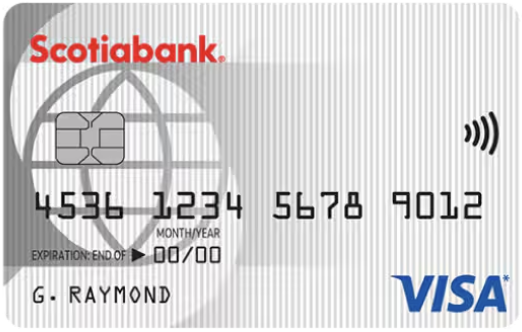 Scotiabank®
4536 1234 5678 9012
MONTH/YEAR
EXPIRATION: END OF ▶ 00/00
G. RAYMOND
VISA*